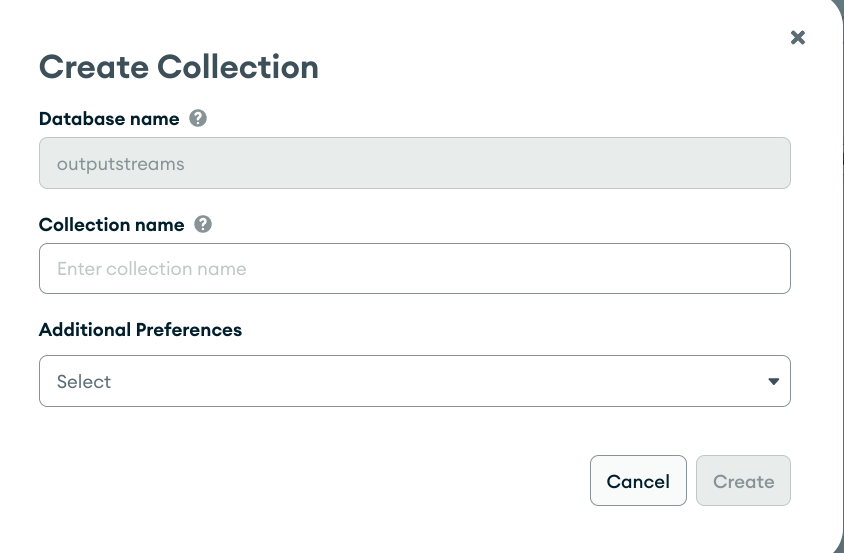 Create Collection
Database name
outputstreams
Collection name
Enter collection name
Additional Preferences
Select
Cancel
Create